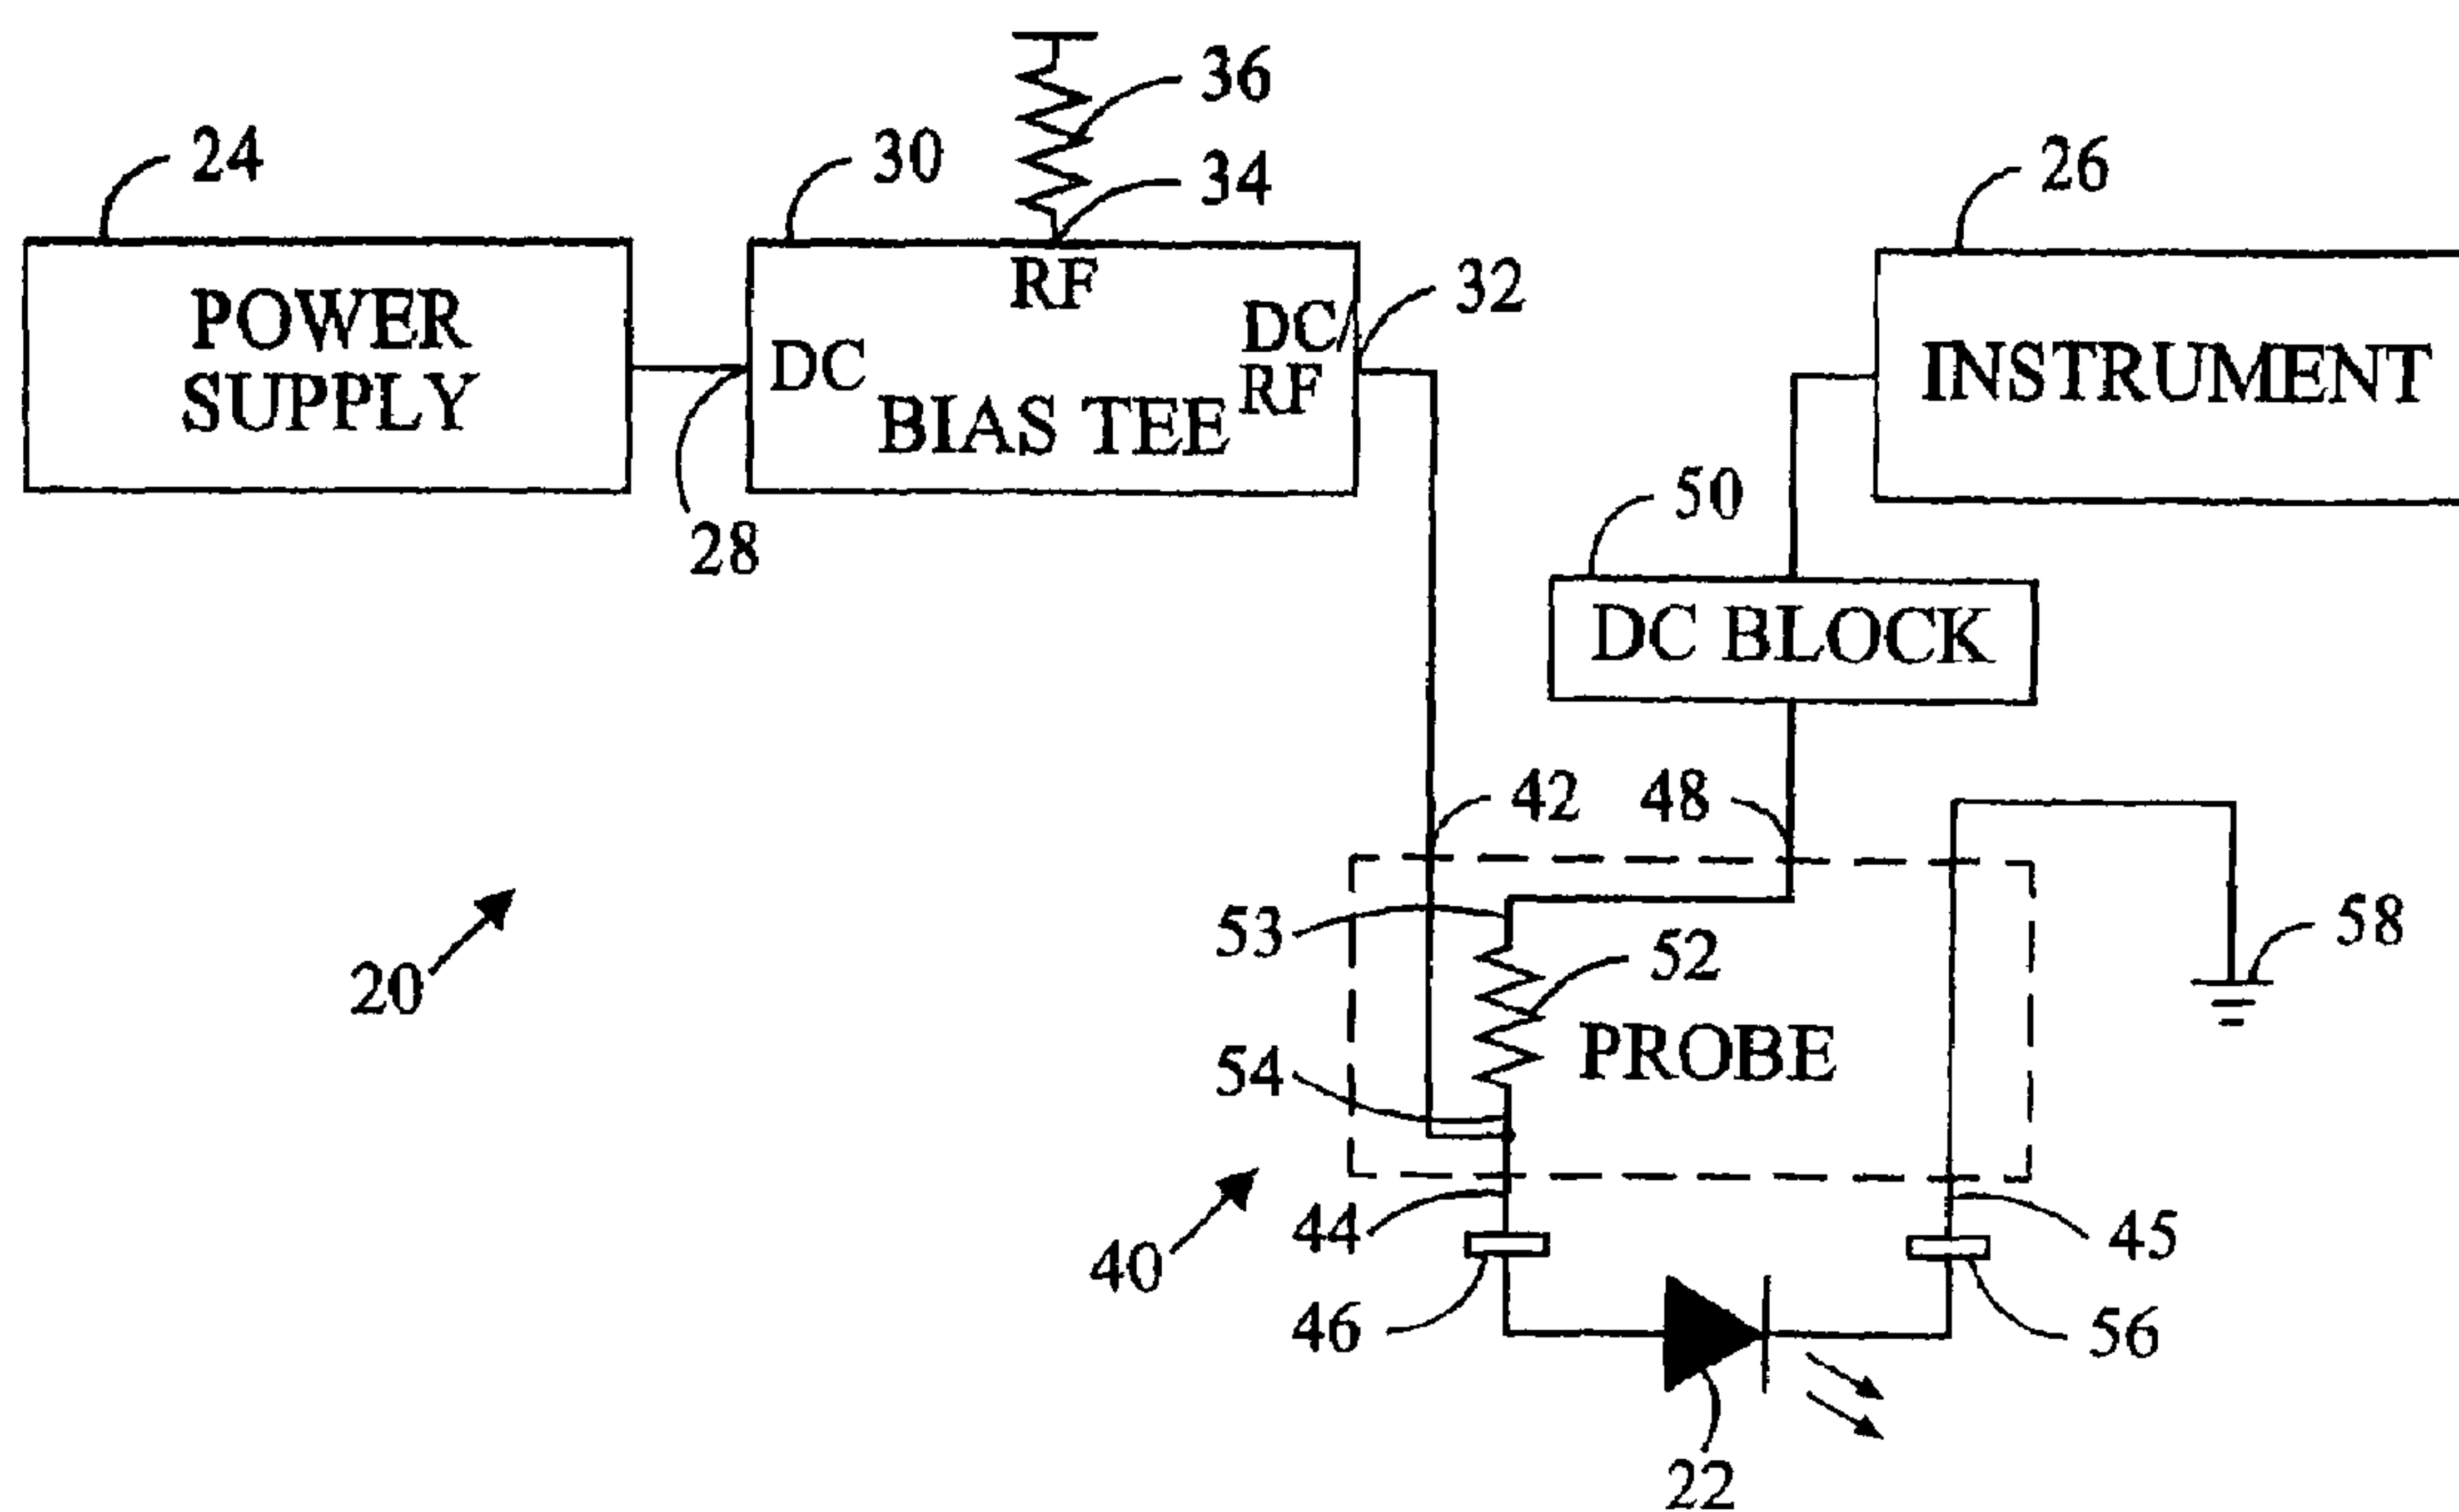 36
24
30
34
26
POWER
SUPPLY
RF
DC
DC/
RF
BIAS TEE
32
INSTRUMENT
28
50
DC BLOCK
42
48
53
52
58
20
54
PROBE
44
45
40
46
56
22